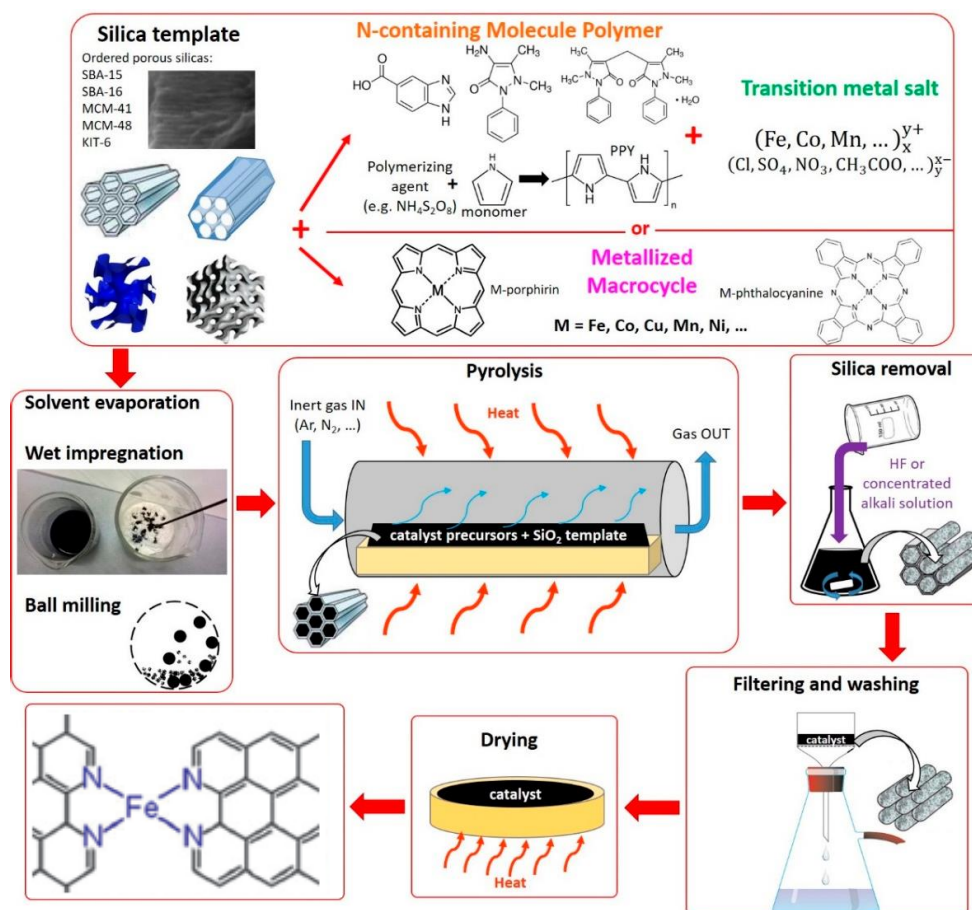 Silica template
Ordered porous silicas:
SBA-15
SBA-16
MCM-41
MCM-48
KIT-6
N-containing Molecule Polymer
O
HO
N
N
H
H₂N
CH₃
O
N
N
CH₃
CH₃
CH₃
H₃C
N
N
O
O
N
N
CH₃
• H₂O
Polymerizing
agent
(e.g. NH₄S₂O₈)
+
H
N
monomer
PPY
H
N
N
H
n
+
Transition metal salt
(Fe, Co, Mn, … )ₓʸ⁺
(Cl, SO₄, NO₃, CH₃COO, … )ᵧˣ⁻
+
or
N
N
M
N
N
M-porphirin
Metallized
Macrocycle
M = Fe, Co, Cu, Mn, Ni, …
M-phthalocyanine
N
N
N
N
M
N
N
N
N
Solvent evaporation
Wet impregnation
Ball milling
Pyrolysis
Inert gas IN
(Ar, N₂, …)
Heat
Gas OUT
catalyst precursors + SiO₂ template
Silica removal
HF or
concentrated
alkali solution
Filtering and washing
catalyst
Drying
catalyst
Heat
N
N
Fe
N
N